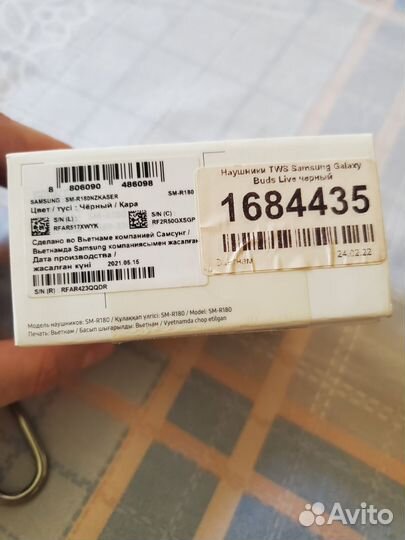 8 806090 486098
SAMSUNG SM-R180NZKASER SM-R180
Цвет / түсі : Чёрный / Қара
S/N (L) S/N (C)
RFAR517XWYK RF2R50GXSGP
Сделано во Вьетнаме компанией Самсунг /
Вьетнамда Samsung компаниясымен жасалған
Дата производства /
жасалған күні 2021.05.15
S/N (R) RFAR423QQDR
Наушники TWS Samsung Galaxy
Buds Live черный
1684435
24.02.22
Модель наушников: SM-R180 / Құлаққап үлгісі: SM-R180 / Model: SM-R180
Печать: Вьетнам / Басып шығарылды: Вьетнам / Vyetnamda chop etilgan
Avito